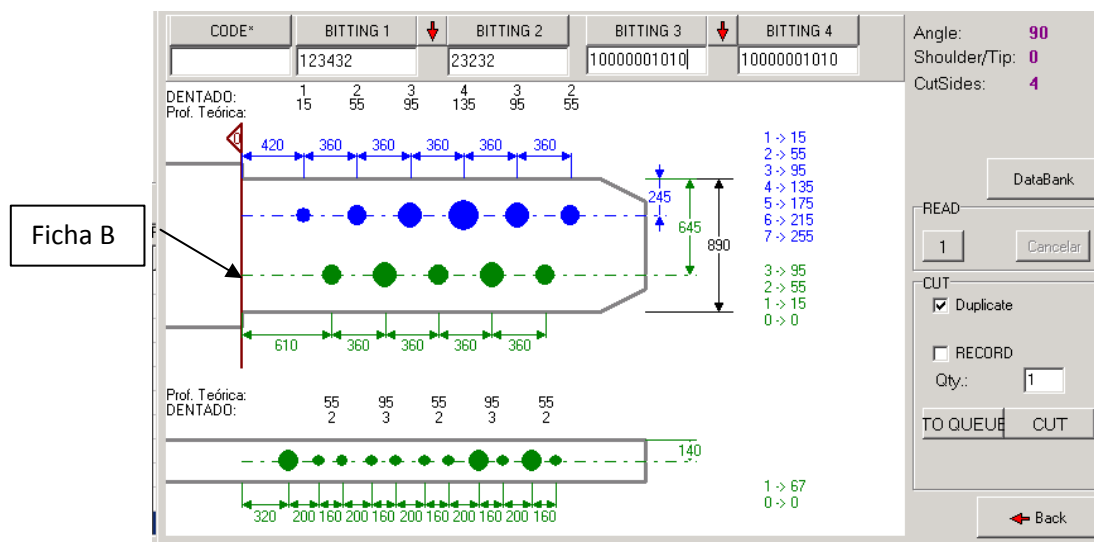 CODE* BITTING 1 BITTING 2 BITTING 3 BITTING 4
123432 23232 10000001010 10000001010
Angle: 90
Shoulder/Tip: 0
CutSides: 4
DENTADO: 1 2 3 4 3 2
Prof. Teórica: 15 55 95 135 95 55
0
420 360 360 360 360 360
245
645
890
1 -> 15
2 -> 55
3 -> 95
4 -> 135
5 -> 175
6 -> 215
7 -> 255
3 -> 95
2 -> 55
1 -> 15
0 -> 0
Ficha B
610 360 360 360 360
Prof. Teórica: 55 95 55 95 55
DENTADO: 2 3 2 3 2
140
320 200 160 200 160 200 160 200 160 200 160
1 -> 67
0 -> 0
DataBank
READ
1 Cancelar
CUT
Duplicate
RECORD
Qty.: 1
TO QUEUE CUT
Back